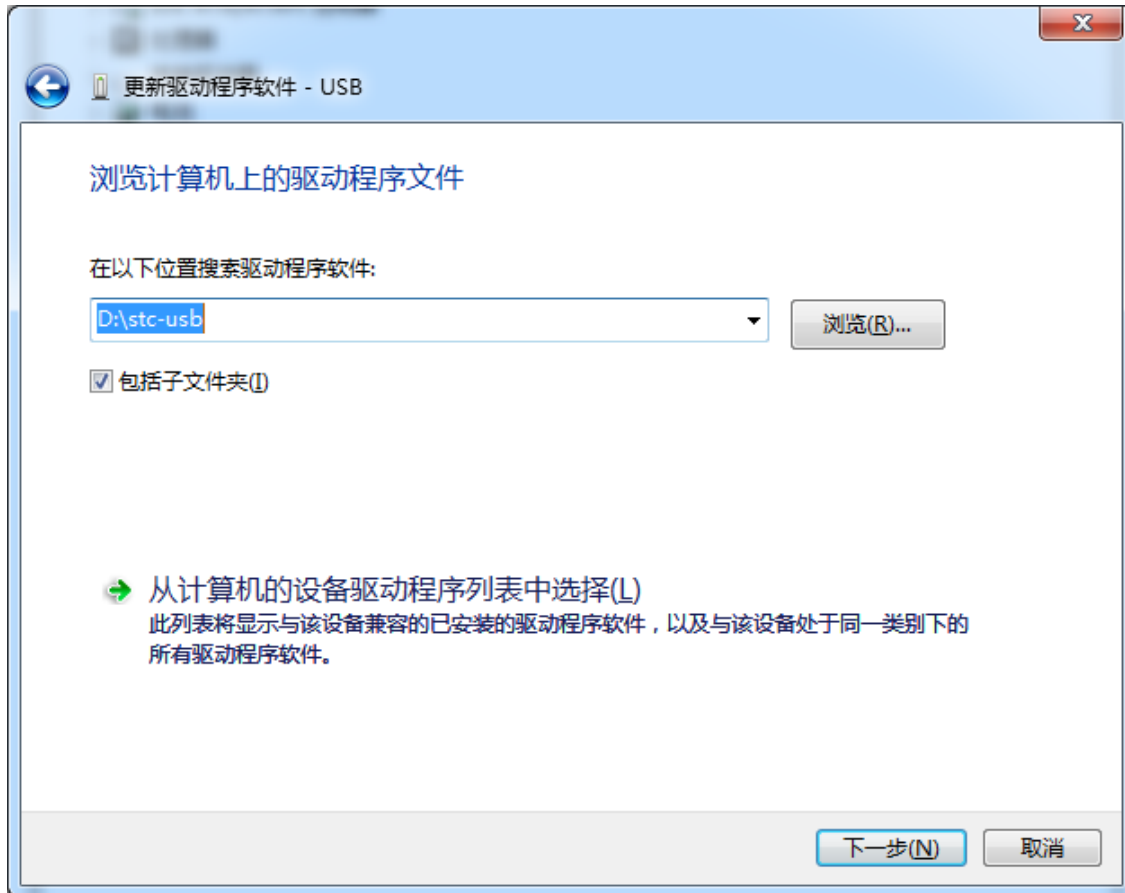 更新驱动程序软件 - USB
浏览计算机上的驱动程序文件
在以下位置搜索驱动程序软件:
D:\stc-usb
浏览(R)...
包括子文件夹(I)
从计算机的设备驱动程序列表中选择(L)
此列表将显示与该设备兼容的已安装的驱动程序软件，以及与该设备处于同一类别下的
所有驱动程序软件。
下一步(N)
取消